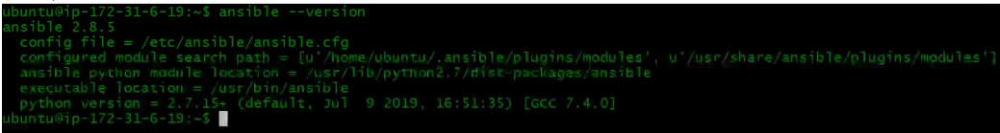 ubuntu@ip-172-31-6-19:~$ ansible --version
ansible 2.8.5
  config file = /etc/ansible/ansible.cfg
  configured module search path = [u'/home/ubuntu/.ansible/plugins/modules', u'/usr/share/ansible/plugins/modules']
  ansible python module location = /usr/lib/python2.7/dist-packages/ansible
  executable location = /usr/bin/ansible
  python version = 2.7.15+ (default, Jul  9 2019, 16:51:35) [GCC 7.4.0]
ubuntu@ip-172-31-6-19:~$